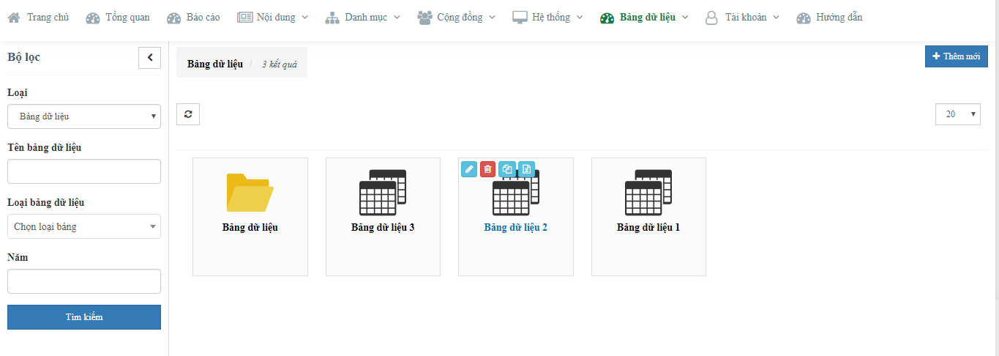 Trang chủ Tổng quan Báo cáo Nội dung Danh mục Cộng đồng Hệ thống Bảng dữ liệu Tài khoản Hướng dẫn
Bộ lọc
Bảng dữ liệu / 3 kết quả
Thêm mới
Loại
Bảng dữ liệu
20
Tên bảng dữ liệu
Loại bảng dữ liệu
Chọn loại bảng
Năm
Tìm kiếm
Bảng dữ liệu
Bảng dữ liệu 3
Bảng dữ liệu 2
Bảng dữ liệu 1